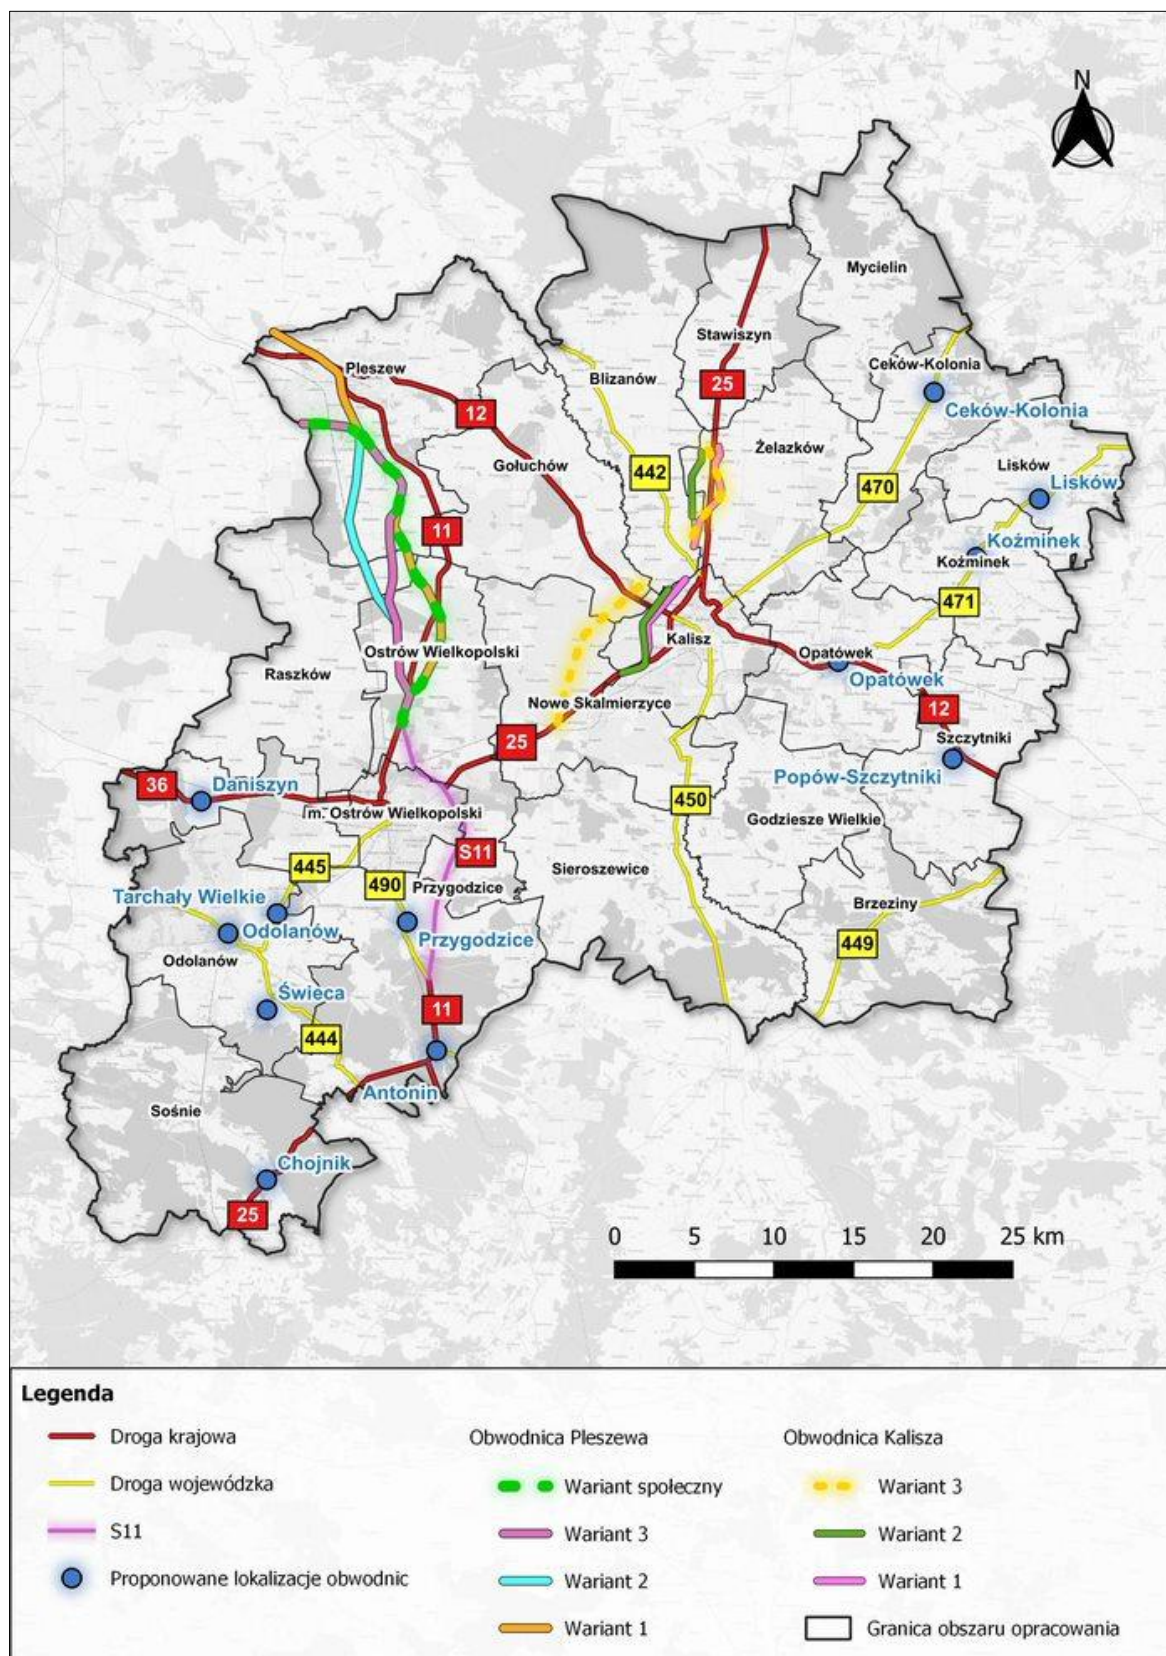 N
Mycielin
Stawiszyn
Ceków-Kolonia
Pleszew
Blizanów
25
Ceków-Kolonia
12
Żelazków
Gołuchów
442
Lisków
470
Lisków
11
Koźminek
Koźminek
471
Kalisz
Ostrów Wielkopolski
Opatówek
Raszków
Opatówek
Nowe Skalmierzyce
12
25
Szczytniki
36
Daniszyn
Popów-Szczytniki
450
m. Ostrów Wielkopolski
Godziesze Wielkie
S11
445
Sieroszewice
490
Przygodzice
Tarchały Wielkie
Brzeziny
Odolanów
Przygodzice
449
Odolanów
Świeca
11
444
Antonin
Sośnie
Chojnik
25
0 5 10 15 20 25 km
Legenda
Droga krajowa
Droga wojewódzka
S11
Proponowane lokalizacje obwodnic
Obwodnica Pleszewa
Wariant społeczny
Wariant 3
Wariant 2
Wariant 1
Obwodnica Kalisza
Wariant 3
Wariant 2
Wariant 1
Granica obszaru opracowania